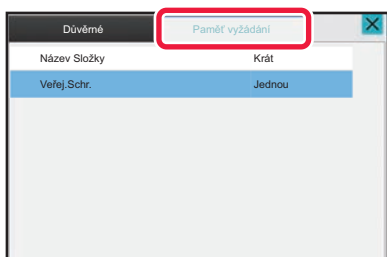 Důvěrné Paměť vyžádání
Název Složky Krát
Veřej.Schr. Jednou